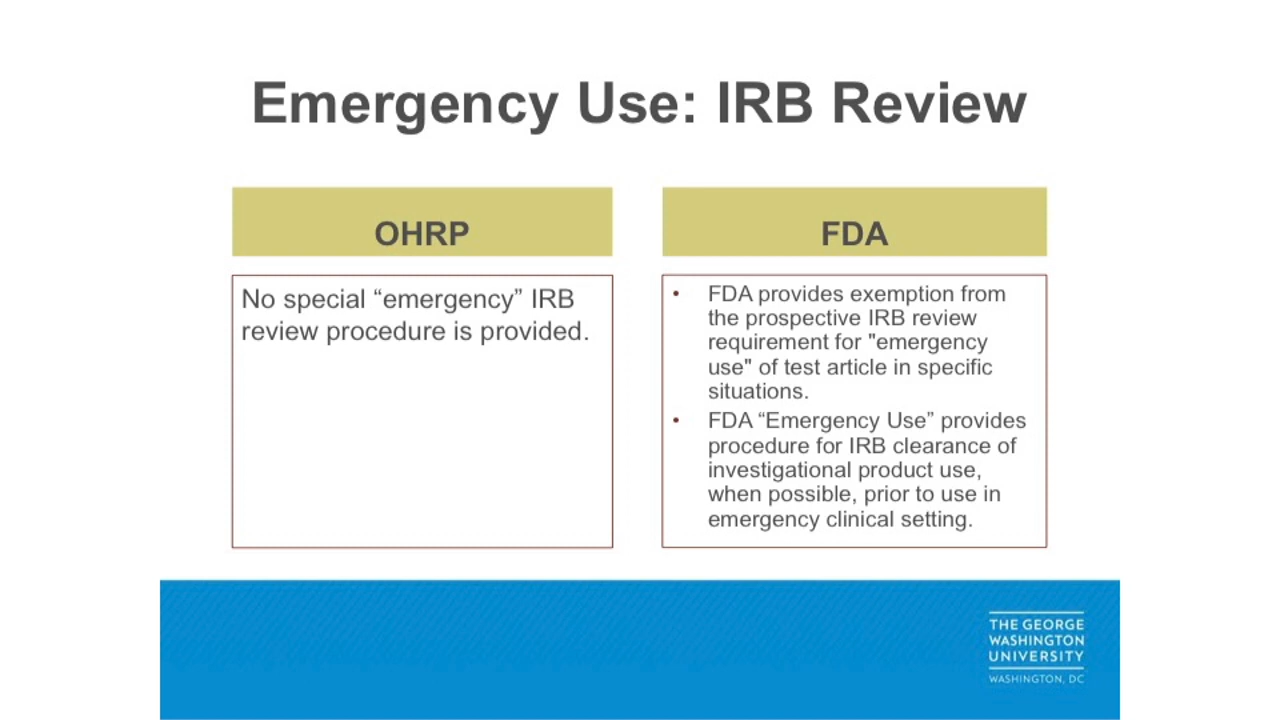 Emergency Use: IRB Review
OHRP
No special “emergency” IRB
review procedure is provided.
FDA
• FDA provides exemption from
the prospective IRB review
requirement for "emergency
use" of test article in specific
situations.
• FDA “Emergency Use” provides
procedure for IRB clearance of
investigational product use,
when possible, prior to use in
emergency clinical setting.
THE GEORGE
WASHINGTON
UNIVERSITY
WASHINGTON, DC